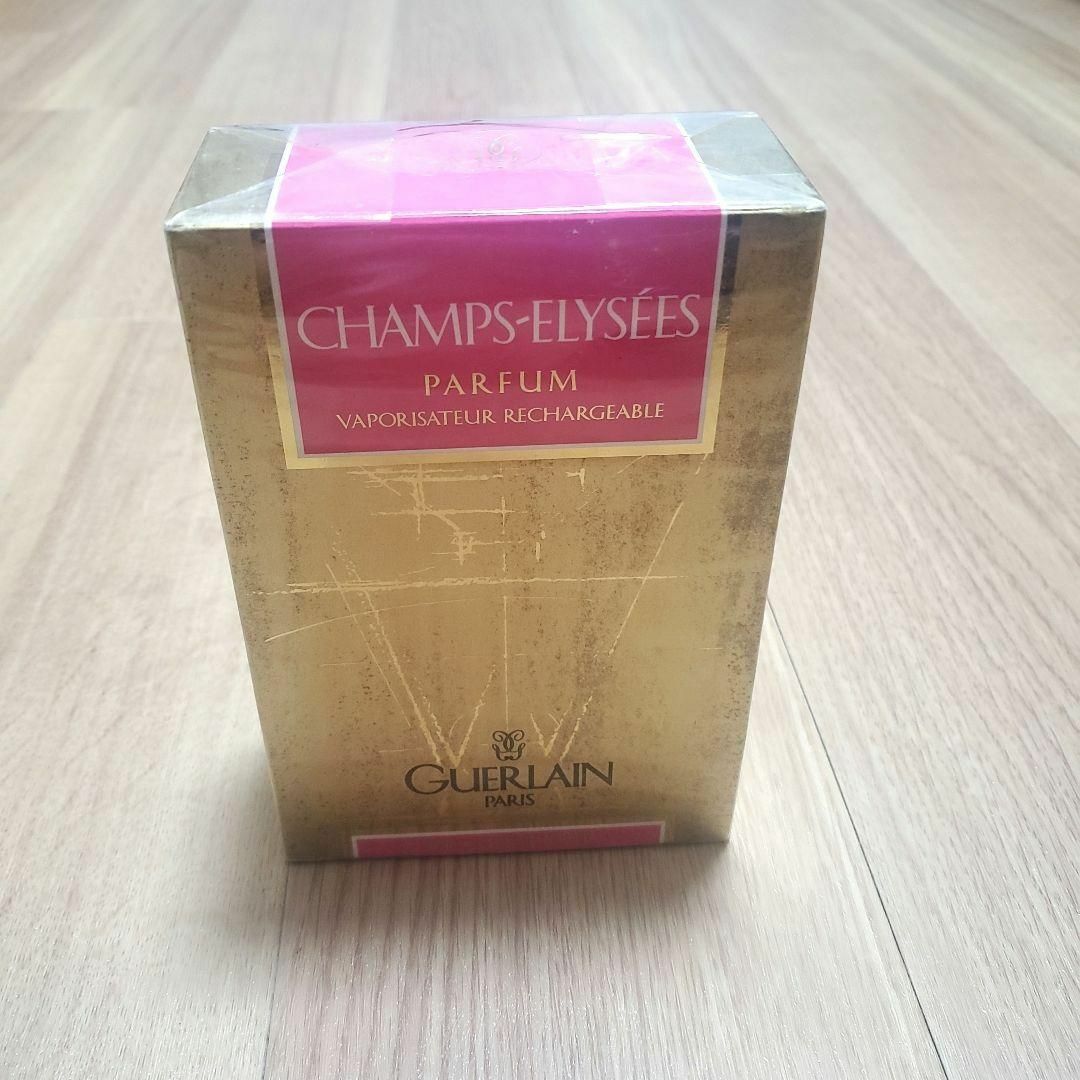 CHAMPS-ELYSÉES
PARFUM
VAPORISATEUR RECHARGEABLE
GUERLAIN
PARIS